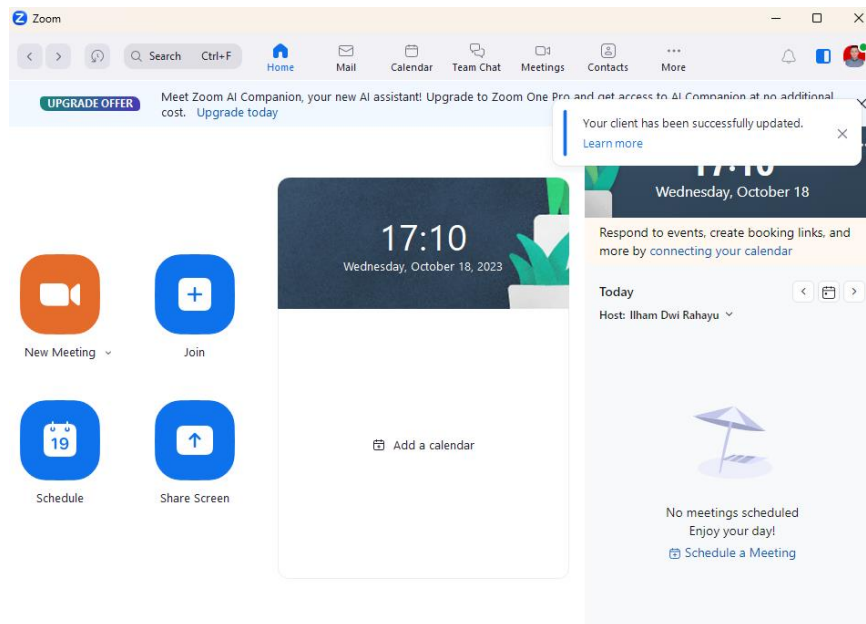 Zoom
Search Ctrl+F
Home
Mail
Calendar
Team Chat
Meetings
Contacts
More
UPGRADE OFFER
Meet Zoom AI Companion, your new AI assistant! Upgrade to Zoom One Pro and get access to AI Companion at no additional
cost. Upgrade today
Your client has been successfully updated.
Learn more
17:10
Wednesday, October 18, 2023
New Meeting
Join
19
Schedule
Share Screen
Add a calendar
17:10
Wednesday, October 18
Respond to events, create booking links, and
more by connecting your calendar
Today
Host: Ilham Dwi Rahayu
No meetings scheduled
Enjoy your day!
Schedule a Meeting